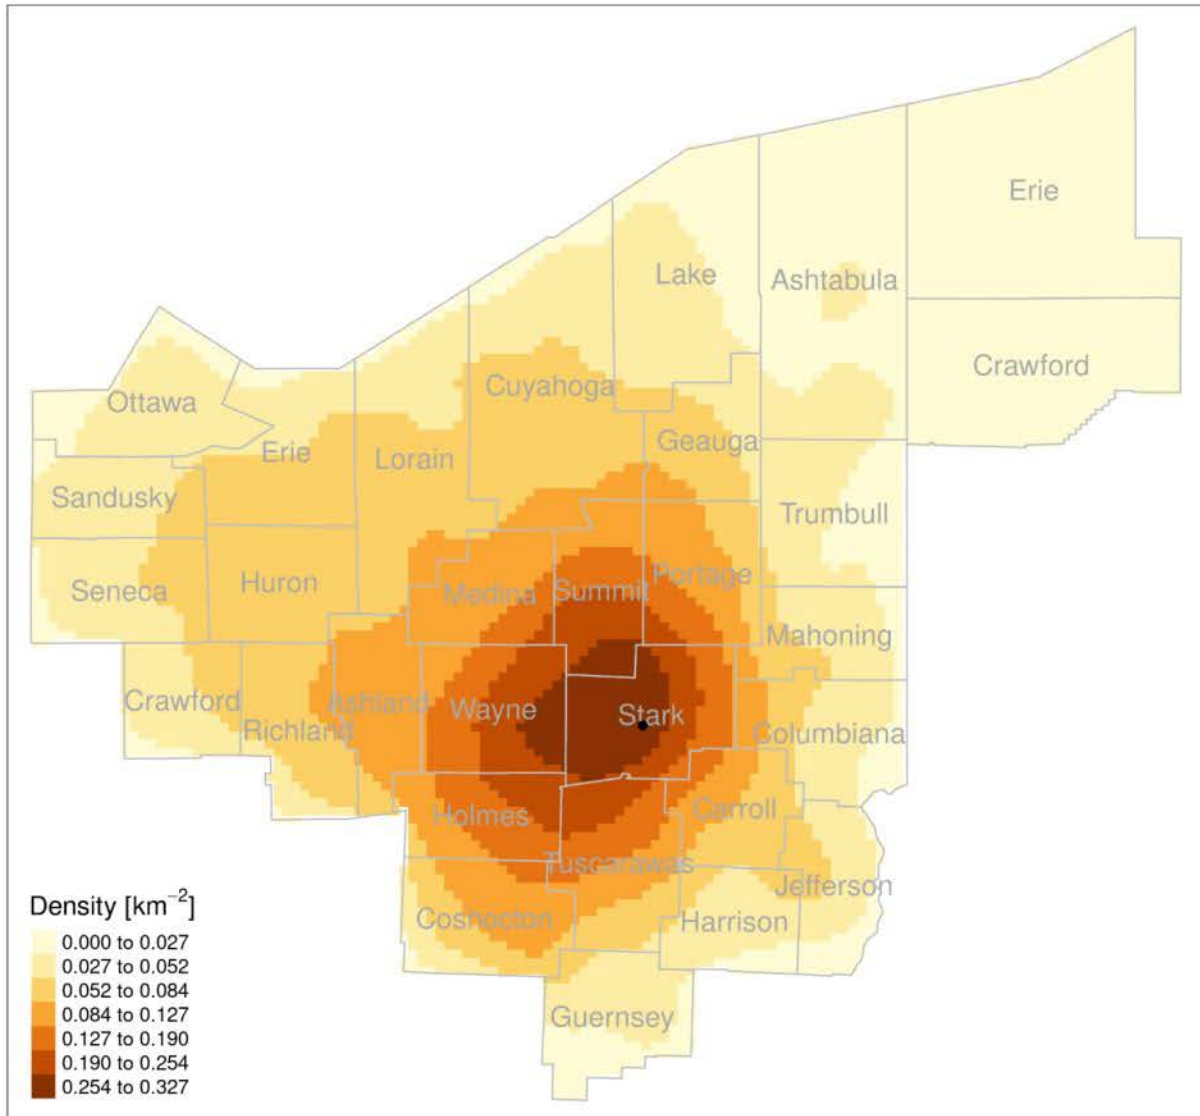 Erie
Lake
Ashtabula
Crawford
Cuyahoga
Ottawa
Geauga
Erie
Lorain
Sandusky
Trumbull
Portage
Huron
Seneca
Medina
Summit
Mahoning
Crawford
Ashland
Wayne
Stark
Richland
Columbiana
Holmes
Carroll
Tuscarawas
Jefferson
Coshocton
Harrison
Guernsey
Density [km⁻²]
0.000 to 0.027
0.027 to 0.052
0.052 to 0.084
0.084 to 0.127
0.127 to 0.190
0.190 to 0.254
0.254 to 0.327